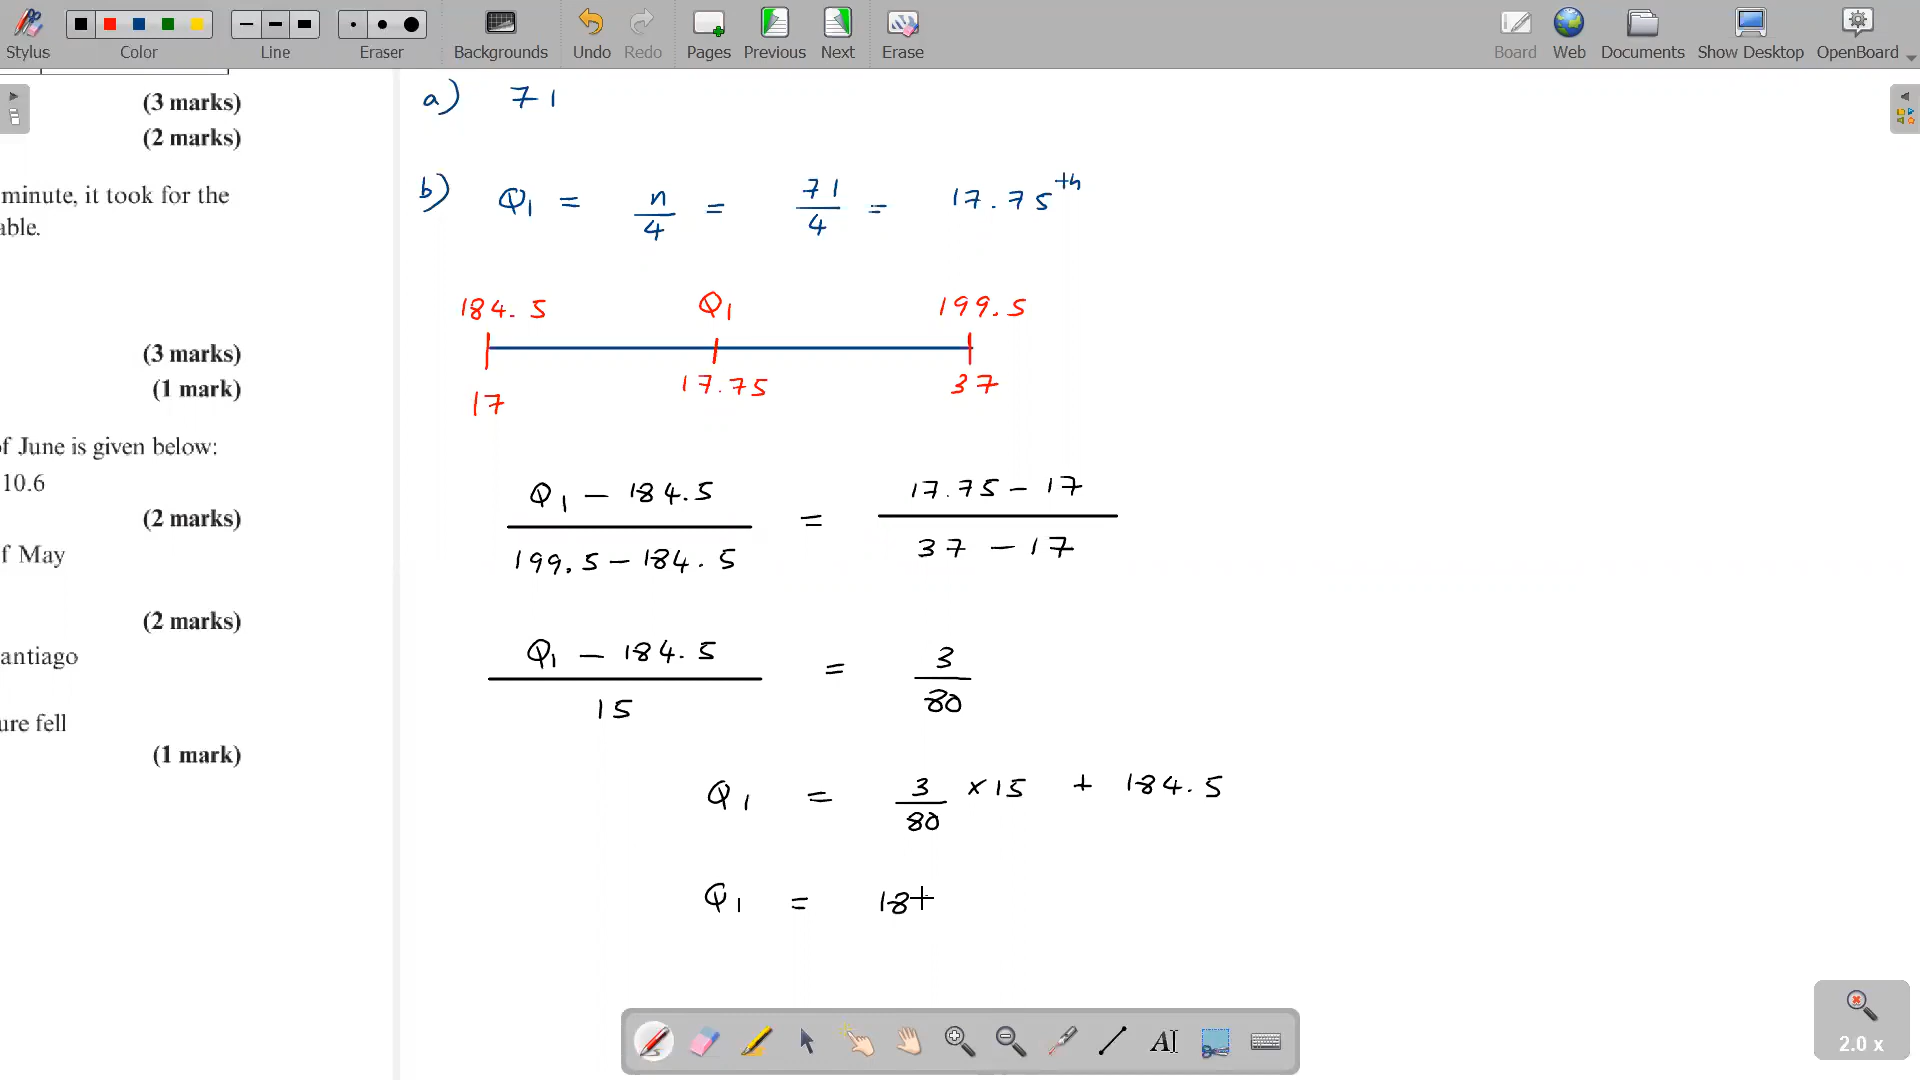 Stylus Color Line Eraser Backgrounds Undo Redo Pages Previous Next Erase Board Web Documents Show Desktop OpenBoard
(3 marks)
(2 marks)
minute, it took for the
able.
(3 marks)
(1 mark)
of June is given below:
10.6
(2 marks)
f May
(2 marks)
antiago
ure fell
(1 mark)
a) 71
b) Q1 = n/4 = 71/4 = 17.75th
184.5 Q1 199.5
17 17.75 37
Q1 - 184.5 / 199.5 - 184.5 = 17.75 - 17 / 37 - 17
Q1 - 184.5 / 15 = 3/80
Q1 = 3/80 × 15 + 184.5
Q1 = 18
2.0 x